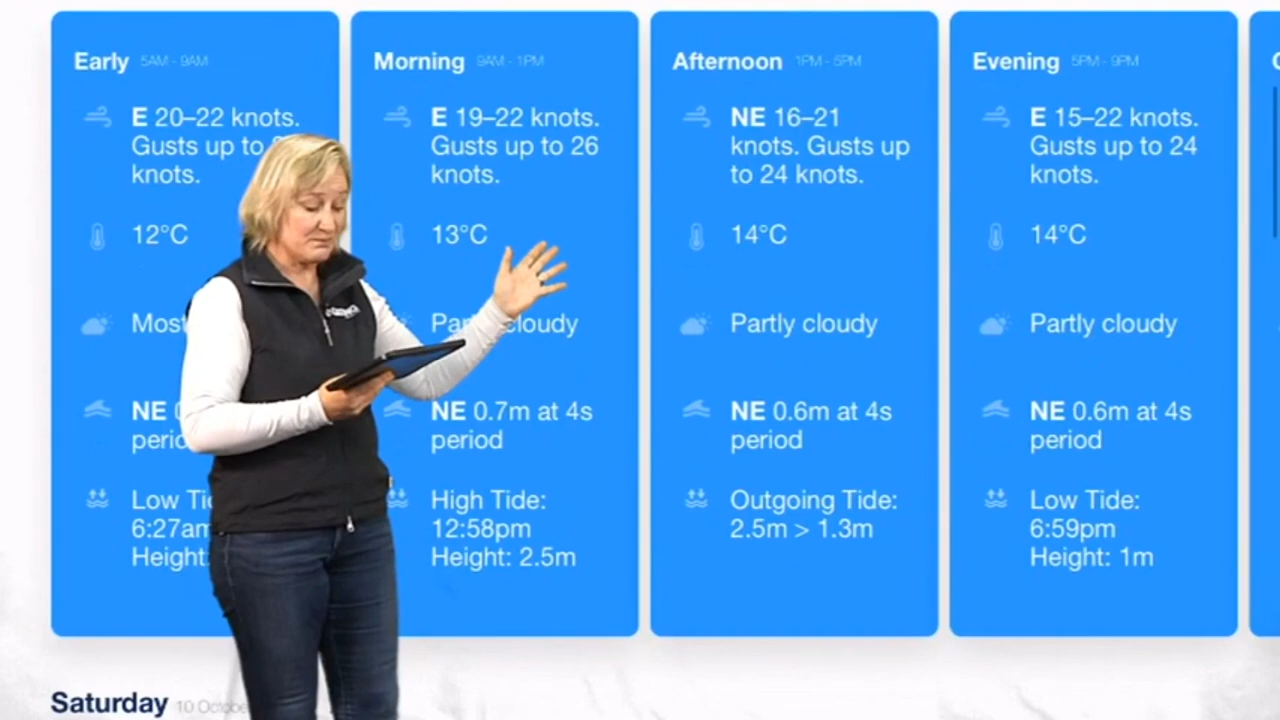 Early 5AM - 9AM
E 20–22 knots.
Gusts up to
knots.
12°C
NE
Low
6:27am
Height:
Morning 9AM - 1PM
E 19–22 knots.
Gusts up to 26
knots.
13°C
cloudy
NE 0.7m at 4s
period
High Tide:
12:58pm
Height: 2.5m
Afternoon 1PM - 5PM
NE 16–21
knots. Gusts up
to 24 knots.
14°C
Partly cloudy
NE 0.6m at 4s
period
Outgoing Tide:
2.5m > 1.3m
Evening 5PM - 9PM
E 15–22 knots.
Gusts up to 24
knots.
14°C
Partly cloudy
NE 0.6m at 4s
period
Low Tide:
6:59pm
Height: 1m
Saturday 10